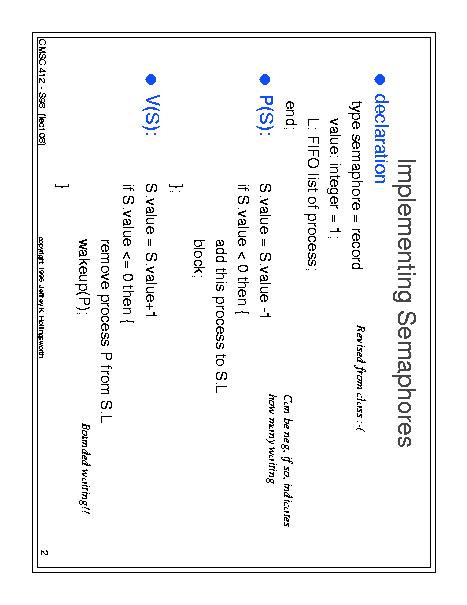 Implementing Semaphores
● declaration
type semaphore = record
value: integer = 1;
L: FIFO list of process;
end;
Revised from class :-(
● P(S): S.value = S.value -1
if S.value < 0 then {
add this process to S.L
block;
};
Can be neg, if so, indicates
how many waiting
● V(S): S.value = S.value+1
if S.value <= 0 then {
remove process P from S.L
wakeup(P);
}
Bounded waiting!!
CMSC 412 - S96 (lect 08)
copyright 1996 Jeffrey K. Hollingsworth
2